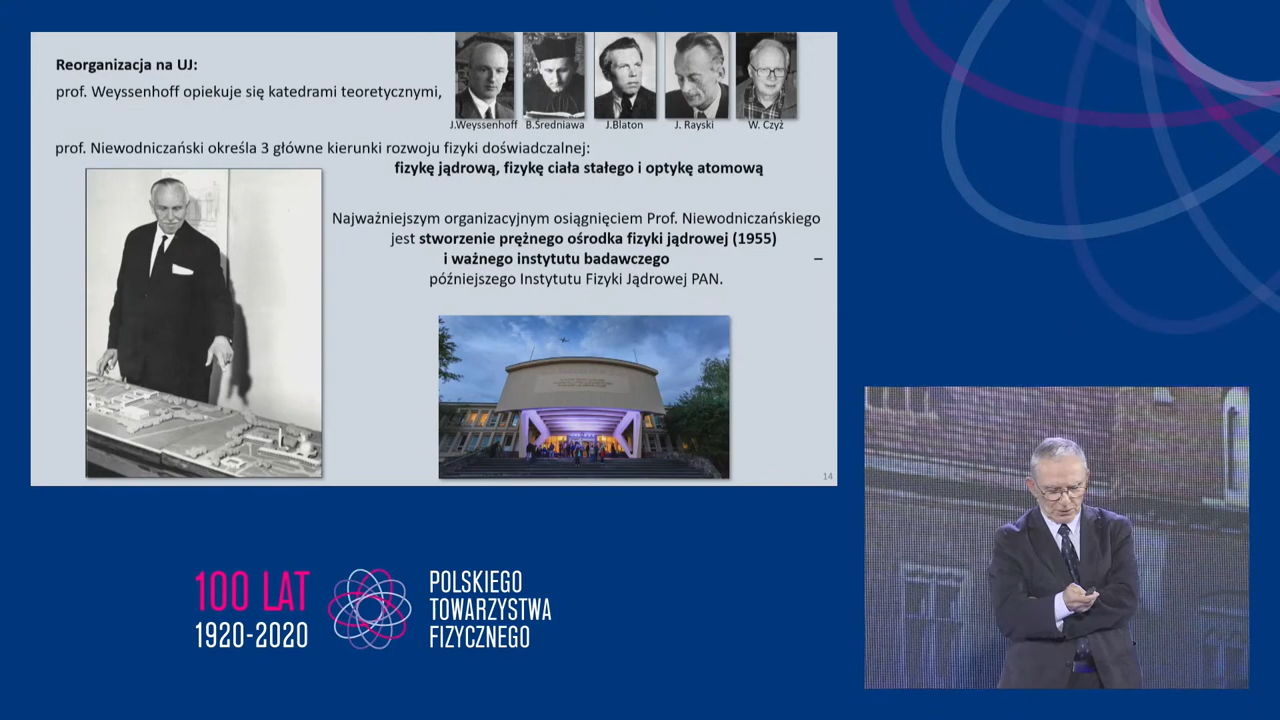 Reorganizacja na UJ:
prof. Weyssenhoff opiekuje się katedrami teoretycznymi,
J.Weyssenhoff B.Średniawa J.Blaton J. Rayski W. Czyż
prof. Niewodniczański określa 3 główne kierunki rozwoju fizyki doświadczalnej:
fizykę jądrową, fizykę ciała stałego i optykę atomową
Najważniejszym organizacyjnym osiągnięciem Prof. Niewodniczańskiego
jest stworzenie prężnego ośrodka fizyki jądrowej (1955)
i ważnego instytutu badawczego –
późniejszego Instytutu Fizyki Jądrowej PAN.
14
100 LAT
1920-2020
POLSKIEGO
TOWARZYSTWA
FIZYCZNEGO